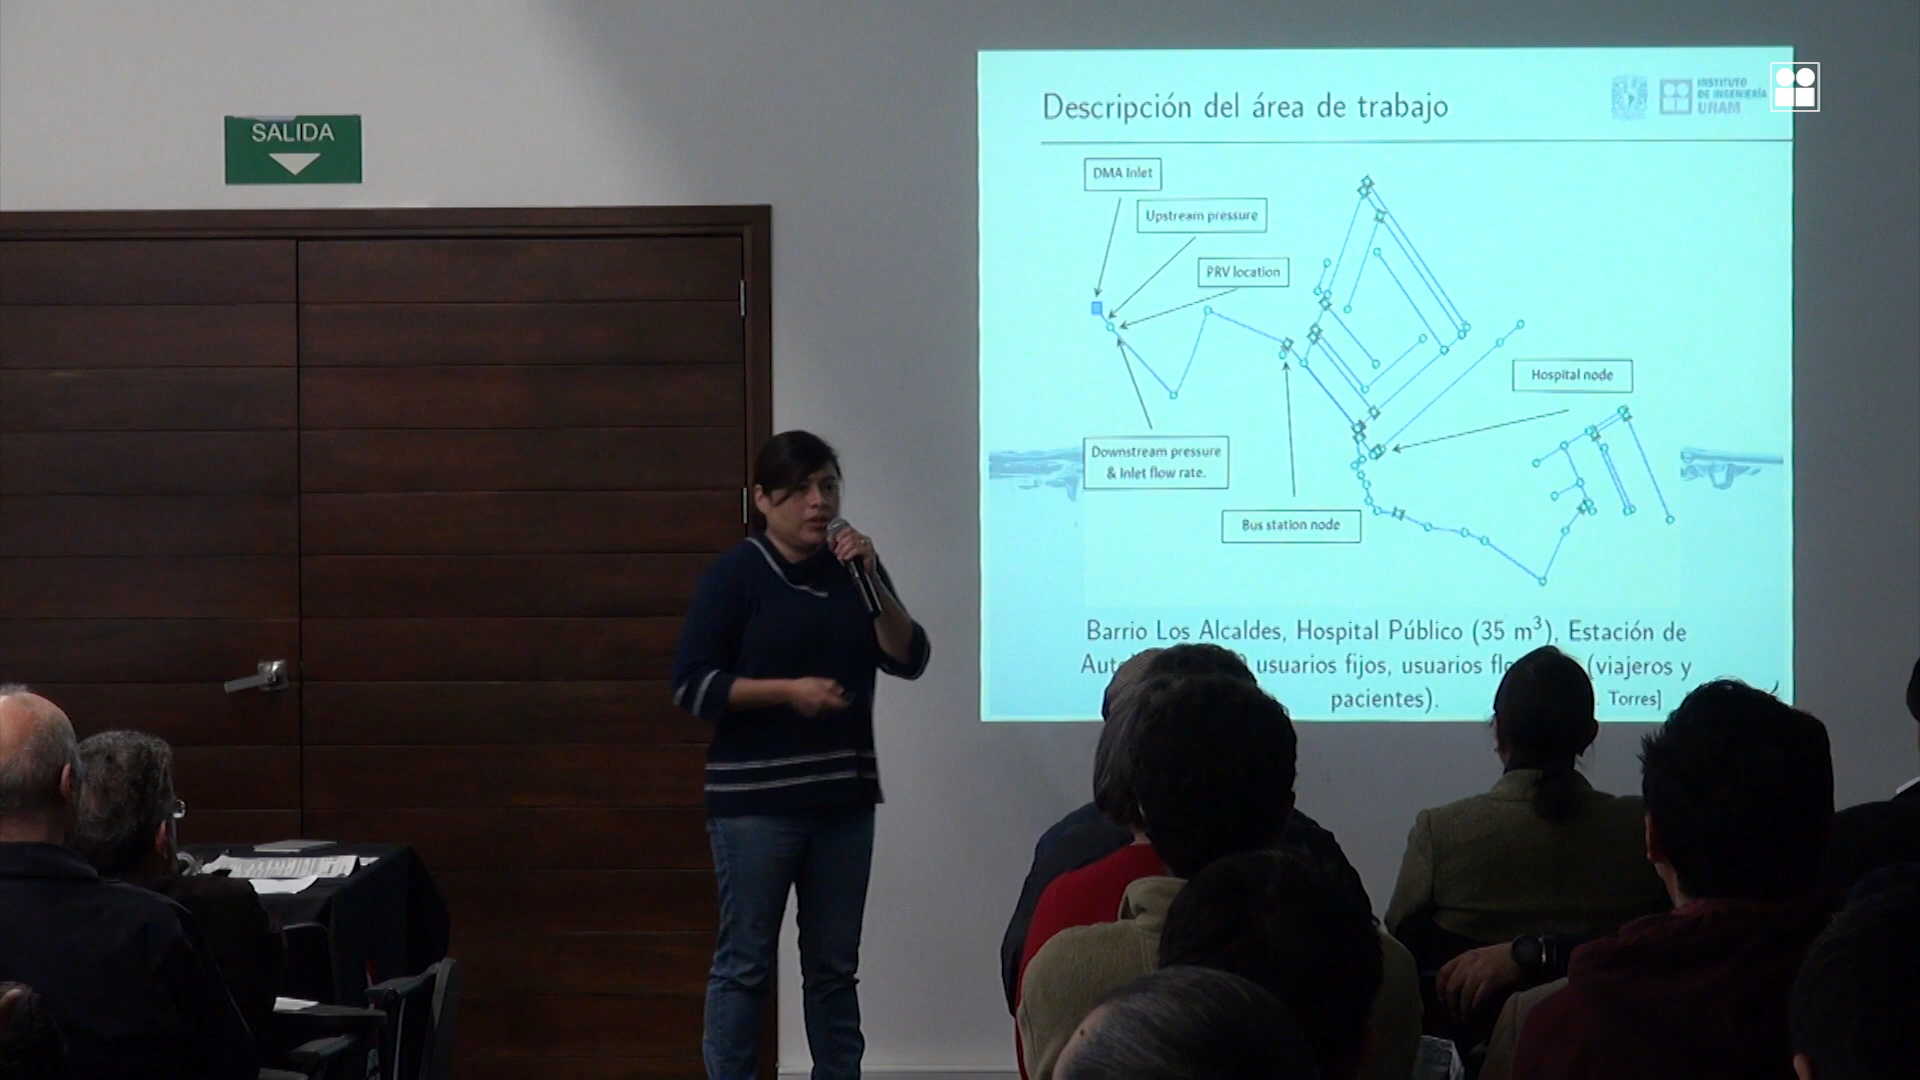 SALIDA
Descripción del área de trabajo
INSTITUTO
DE INGENIERÍA
UNAM
DMA Inlet
Upstream pressure
PRV location
Hospital node
Downstream pressure
& Inlet flow rate.
Bus station node
Barrio Los Alcaldes, Hospital Público (35 m³), Estación de
usuarios fijos, usuarios (viajeros y
pacientes).
Torres]